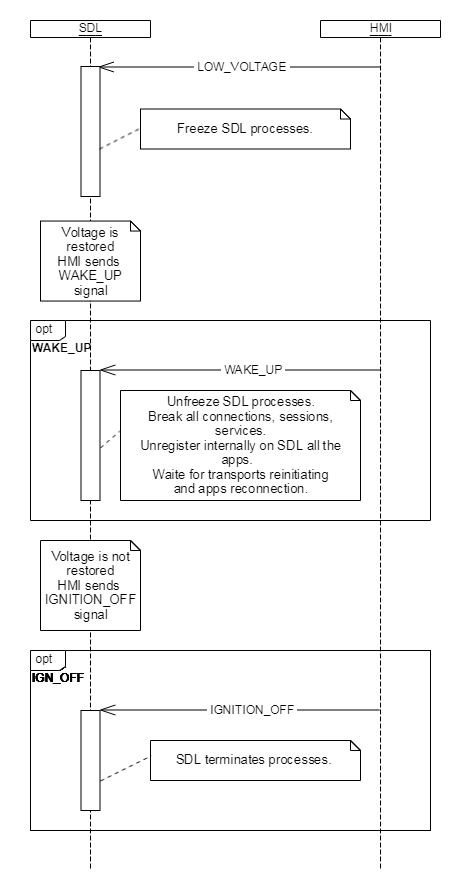 SDL
HMI
LOW_VOLTAGE
Freeze SDL processes.
Voltage is
restored
HMI sends
WAKE_UP
signal
opt
WAKE_UP
WAKE_UP
Unfreeze SDL processes.
Break all connections, sessions,
services.
Unregister internally on SDL all the
apps.
Waite for transports reinitiating
and apps reconnection.
Voltage is not
restored
HMI sends
IGNITION_OFF
signal
opt
IGN_OFF
IGNITION_OFF
SDL terminates processes.